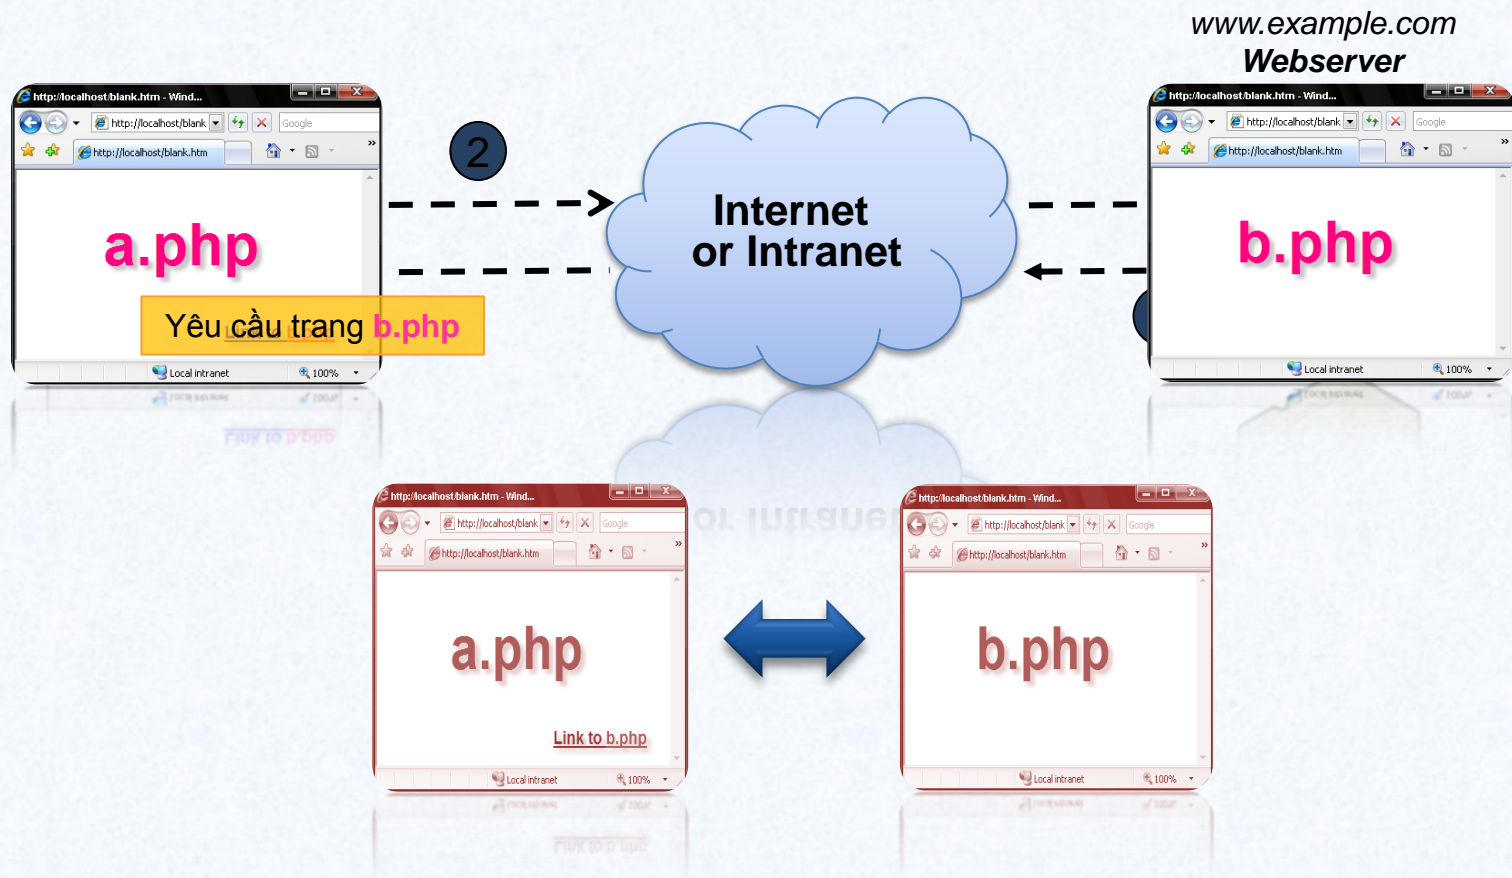 www.example.com
Webserver
http://localhost/blank.htm - Wind...
http://localhost/blank
Google
http://localhost/blank.htm
a.php
Link to b.php
Yêu cầu trang b.php
Local intranet
100%
2
Internet
or Intranet
http://localhost/blank.htm - Wind...
http://localhost/blank
Google
http://localhost/blank.htm
b.php
Local intranet
100%
http://localhost/blank.htm - Wind...
http://localhost/blank
Google
http://localhost/blank.htm
a.php
Link to b.php
Local intranet
100%
http://localhost/blank.htm - Wind...
http://localhost/blank
Google
http://localhost/blank.htm
b.php
Local intranet
100%